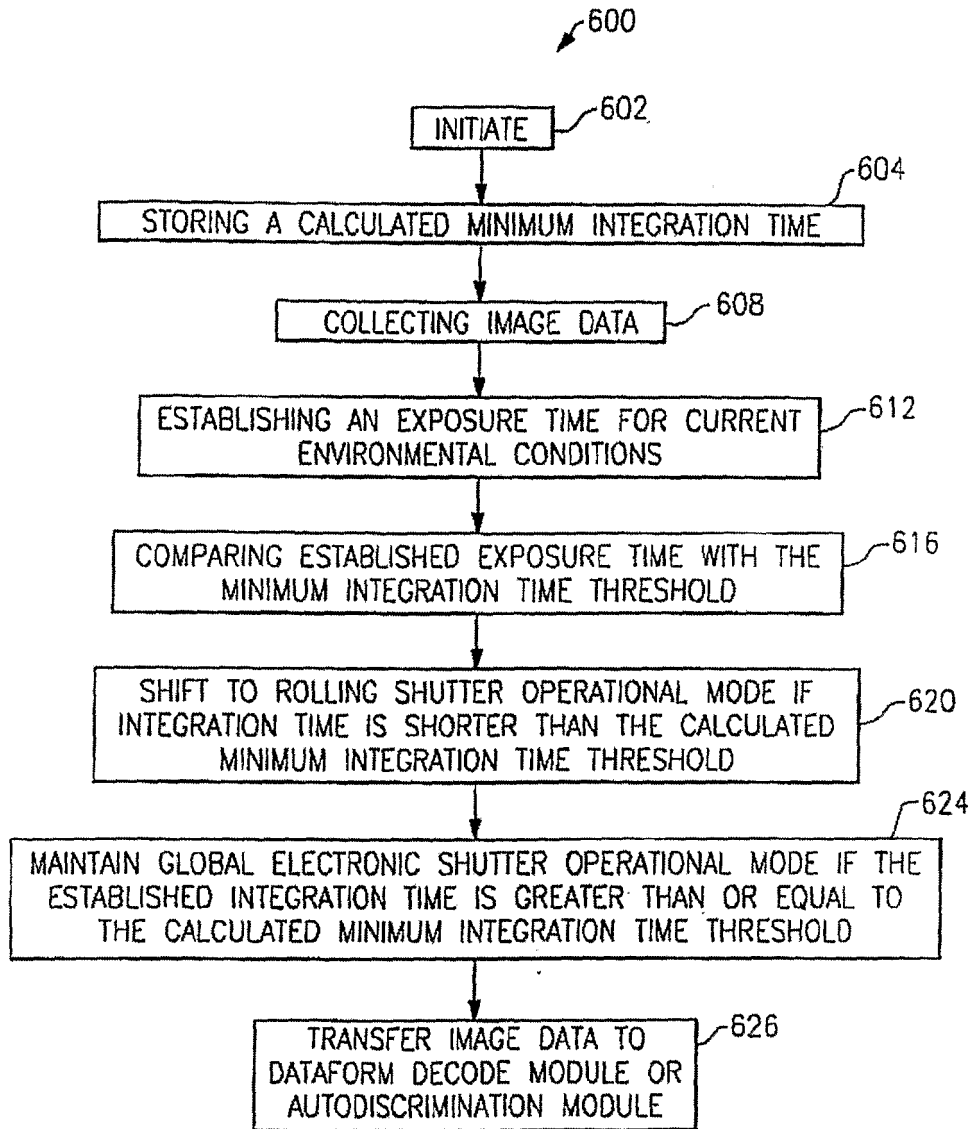 600
INITIATE
602
604
STORING A CALCULATED MINIMUM INTEGRATION TIME
COLLECTING IMAGE DATA
608
ESTABLISHING AN EXPOSURE TIME FOR CURRENT
ENVIRONMENTAL CONDITIONS
612
COMPARING ESTABLISHED EXPOSURE TIME WITH THE
MINIMUM INTEGRATION TIME THRESHOLD
616
SHIFT TO ROLLING SHUTTER OPERATIONAL MODE IF
INTEGRATION TIME IS SHORTER THAN THE CALCULATED
MINIMUM INTEGRATION TIME THRESHOLD
620
624
MAINTAIN GLOBAL ELECTRONIC SHUTTER OPERATIONAL MODE IF THE
ESTABLISHED INTEGRATION TIME IS GREATER THAN OR EQUAL TO
THE CALCULATED MINIMUM INTEGRATION TIME THRESHOLD
TRANSFER IMAGE DATA TO
DATAFORM DECODE MODULE OR
AUTODISCRIMINATION MODULE
626